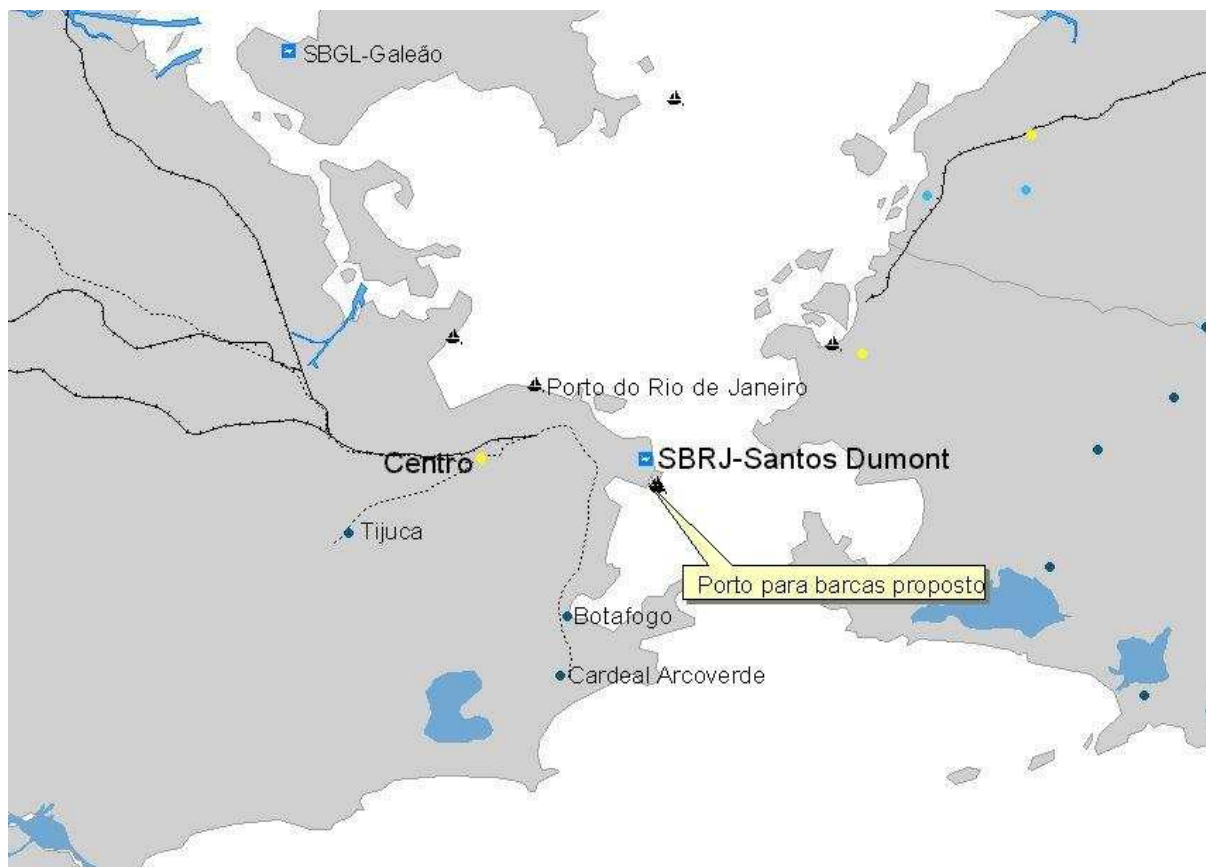 SBGL-Galeão
Porto do Rio de Janeiro
Centro
SBRJ-Santos Dumont
Tijuca
Porto para barcas proposto
Botafogo
Cardeal Arcoverde